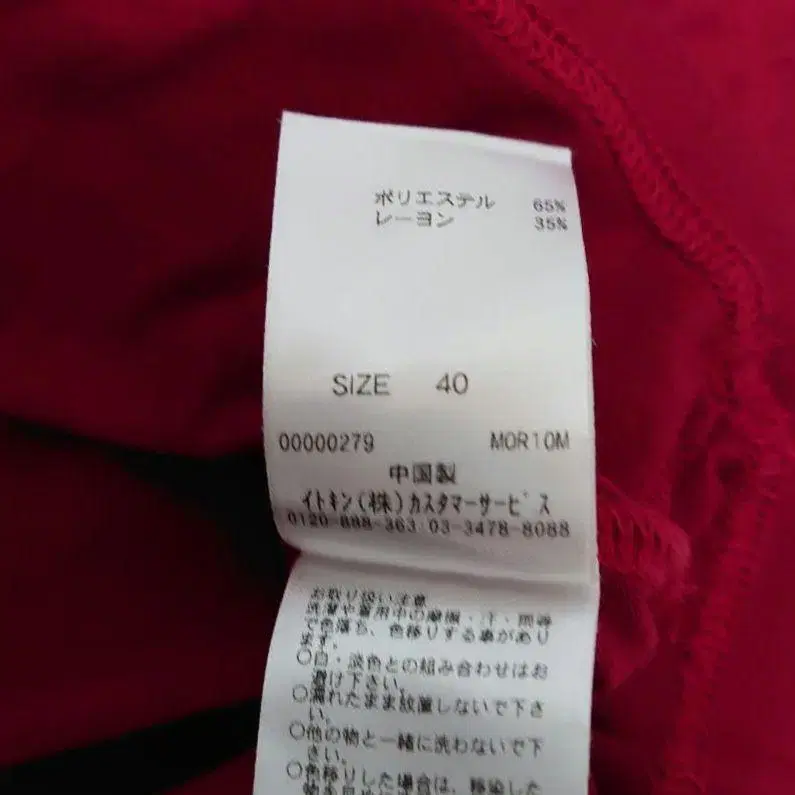 ポリエステル 65%
レーヨン 35%
SIZE 40
00000279 MOR10M
中国製
イトキン(株)カスタマーサービス
0120-888-363 03-3478-8088
お取り扱い注意
洗濯や着用中の摩擦・汗・雨等
で色落ち、色移りする事があり
ます。
○白・淡色との組み合わせはお
避け下さい。
○濡れたまま放置しないで下さ
い。
○他の物と一緒に洗わないで下
さい。
○色移りした場合は、移染した